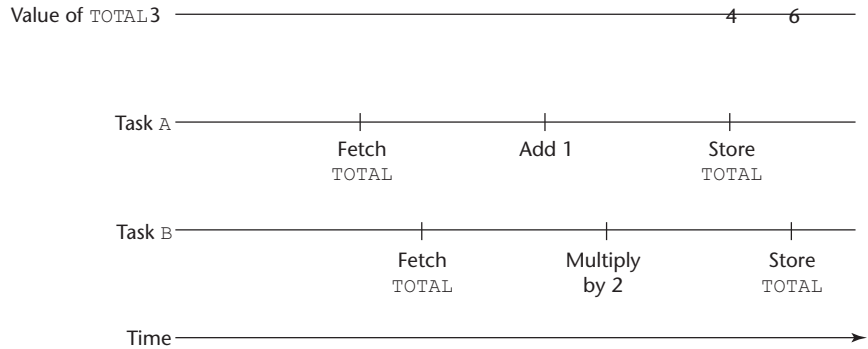 Value of TOTAL 3 4 6
Task A
Fetch Add 1 Store
TOTAL TOTAL
Task B
Fetch Multiply Store
TOTAL by 2 TOTAL
Time